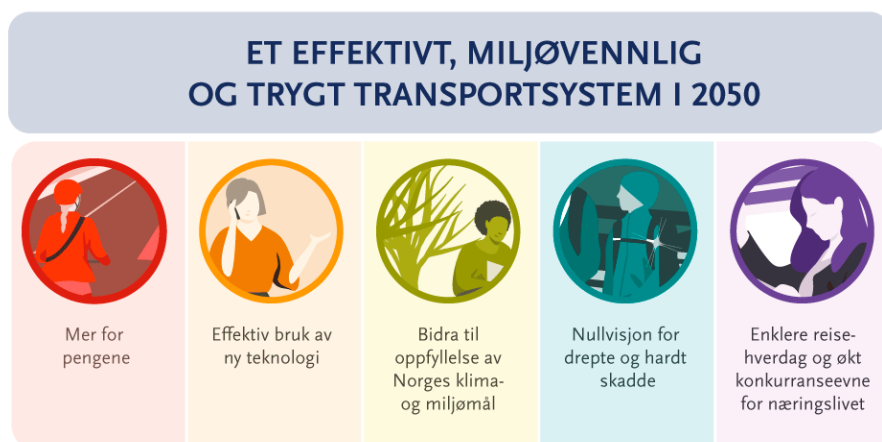 ET EFFEKTIVT, MILJØVENNLIG
OG TRYGT TRANSPORTSYSTEM I 2050
Mer for
pengene
Effektiv bruk av
ny teknologi
Bidra til
oppfyllelse av
Norges klima-
og miljømål
Nullvisjon for
drepte og hardt
skadde
Enklere reise-
hverdag og økt
konkurranseevne
for næringslivet